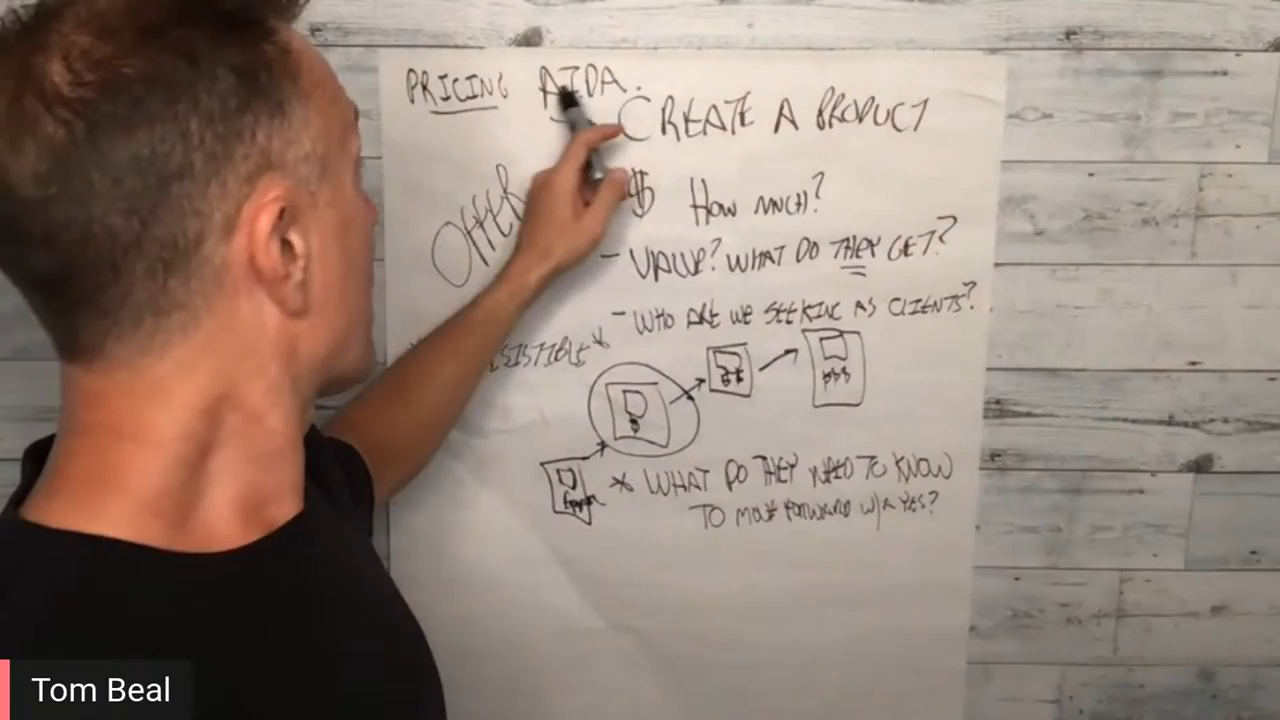 PRICING AIDA.
CREATE A PRODUCT
OFFER
$ HOW MUCH?
- VALUE? WHAT DO THEY GET?
- WHO ARE WE SEEKING AS CLIENTS?
$$
$$$
$
* WHAT DO THEY NEED TO KNOW
TO MOVE FORWARD W/A YES?
Tom Beal